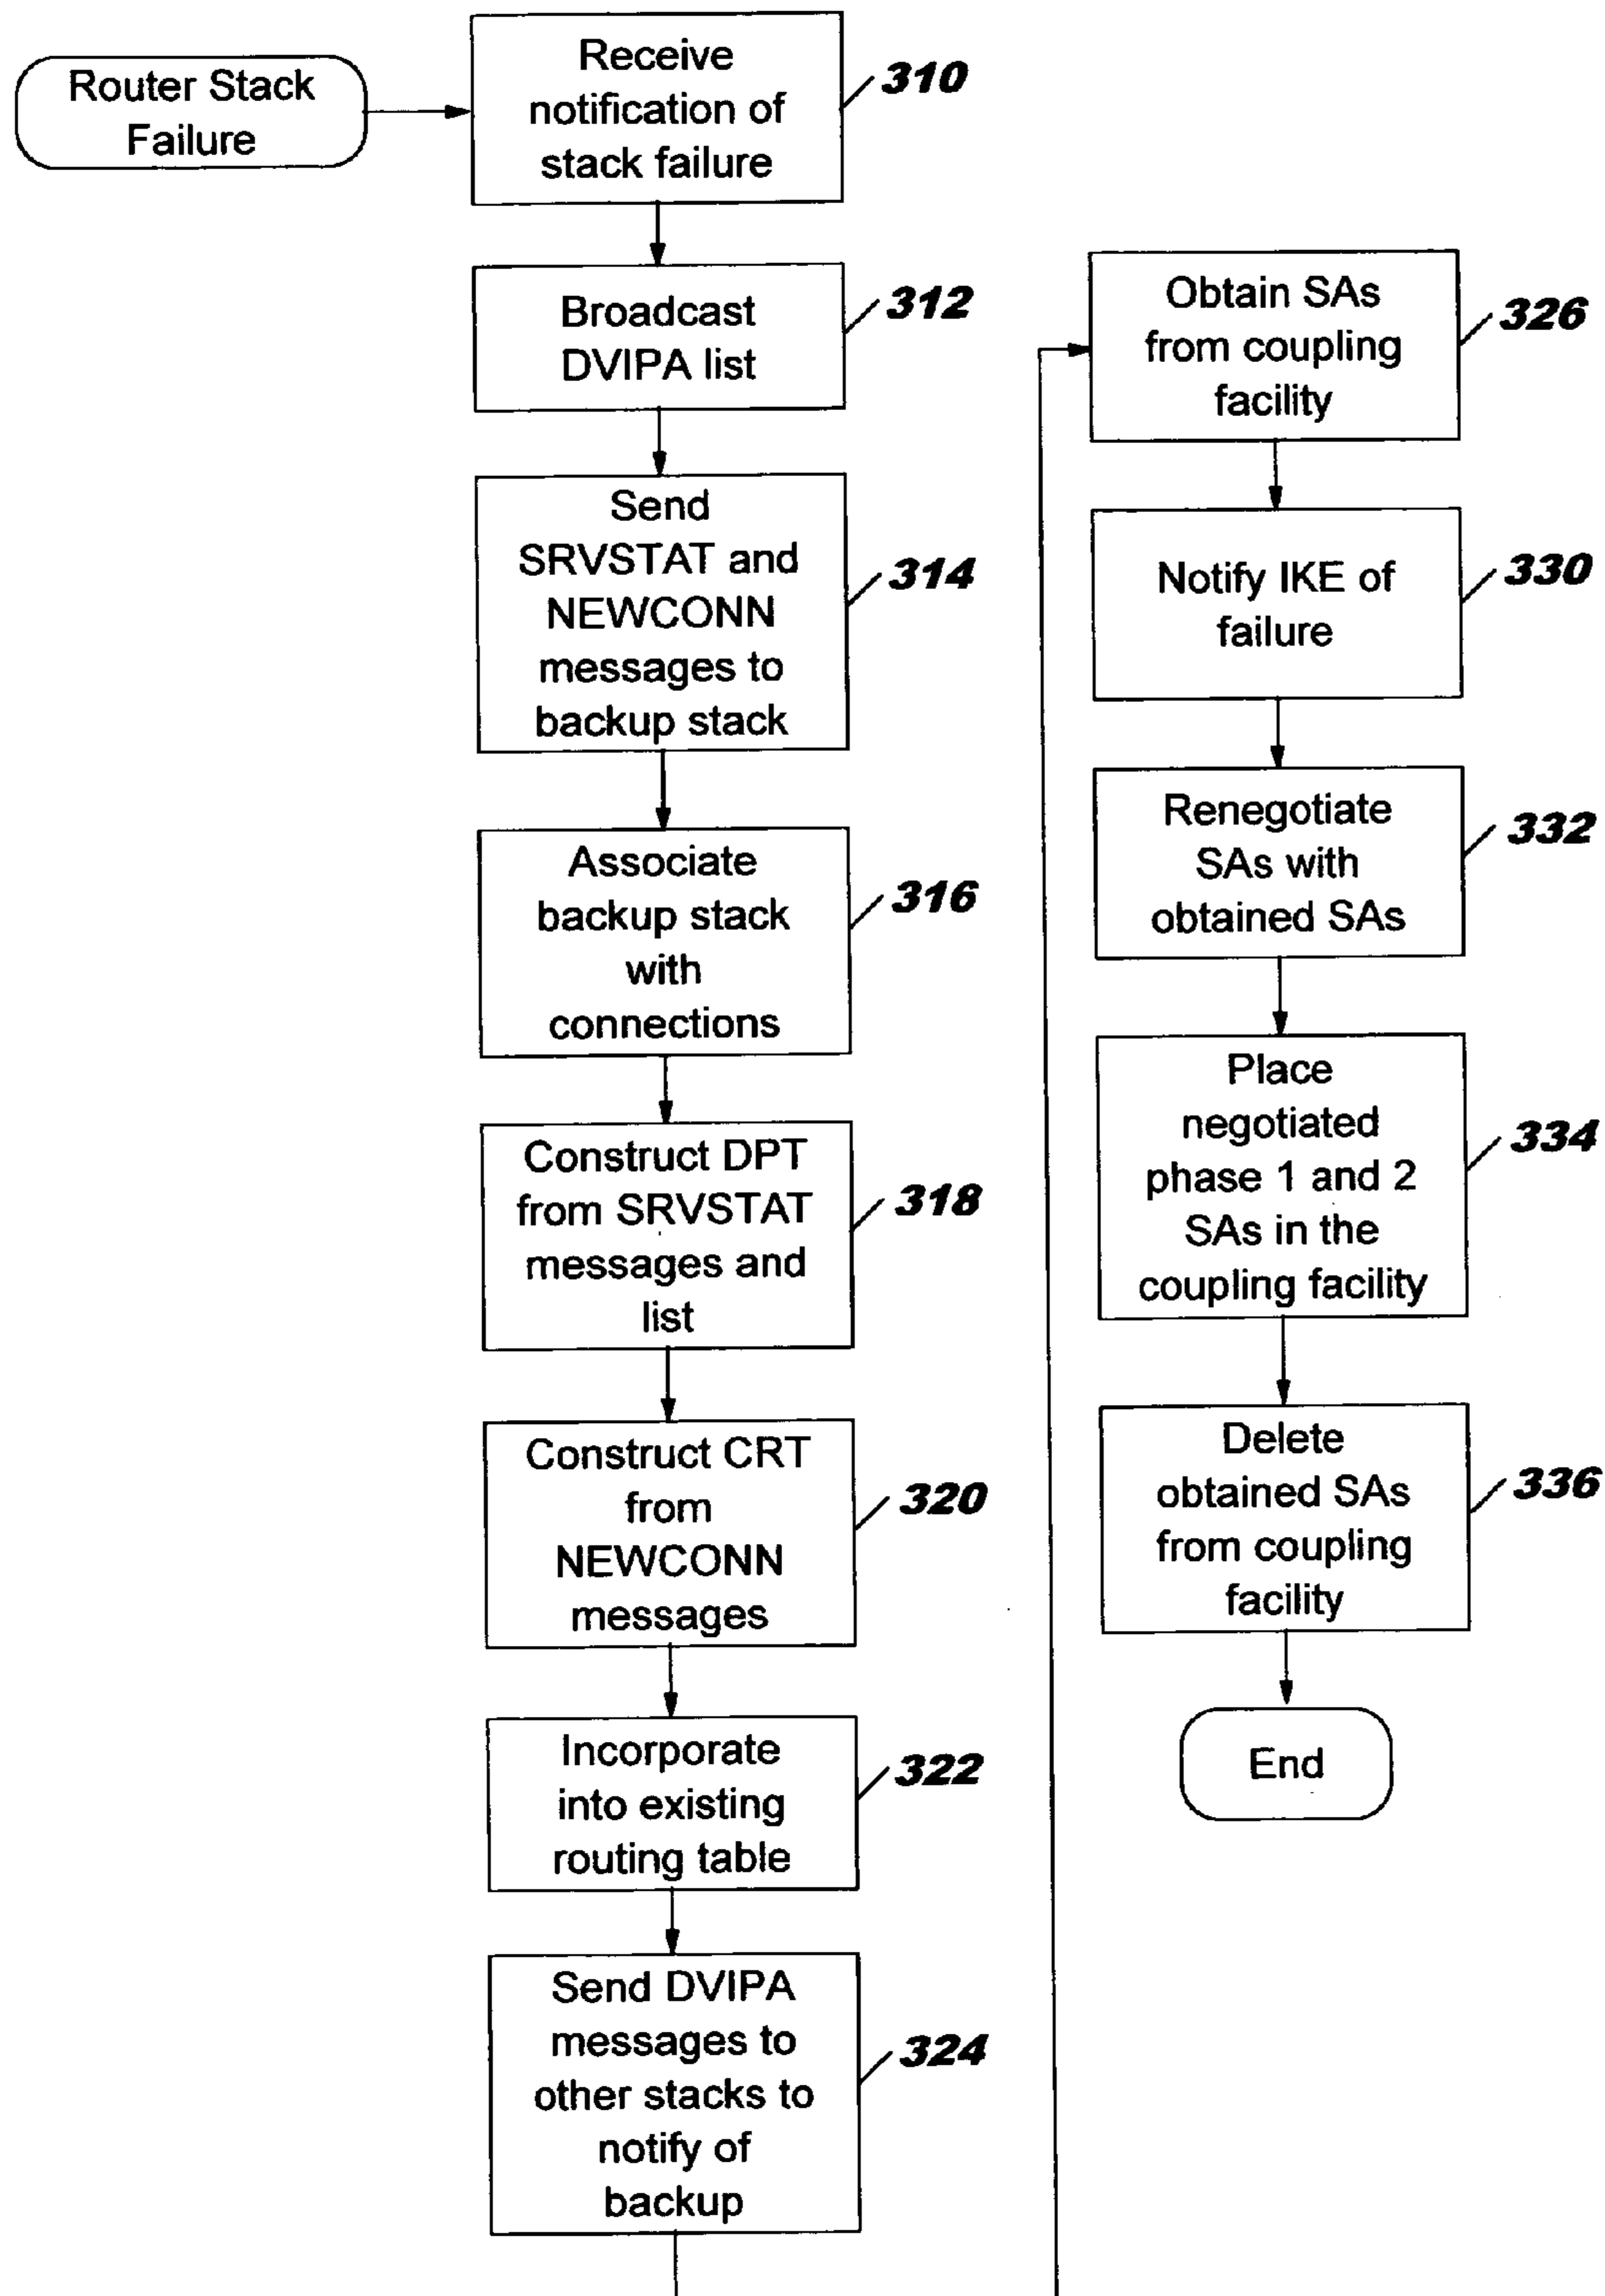 Router Stack
Failure
Receive
notification of
stack failure
310
Broadcast
DVIPA list
312
Send
SRVSTAT and
NEWCONN
messages to
backup stack
314
Associate
backup stack
with
connections
316
Construct DPT
from SRVSTAT
messages and
list
318
Construct CRT
from
NEWCONN
messages
320
Incorporate
into existing
routing table
322
Send DVIPA
messages to
other stacks to
notify of
backup
324
Obtain SAs
from coupling
facility
326
Notify IKE of
failure
330
Renegotiate
SAs with
obtained SAs
332
Place
negotiated
phase 1 and 2
SAs in the
coupling facility
334
Delete
obtained SAs
from coupling
facility
336
End